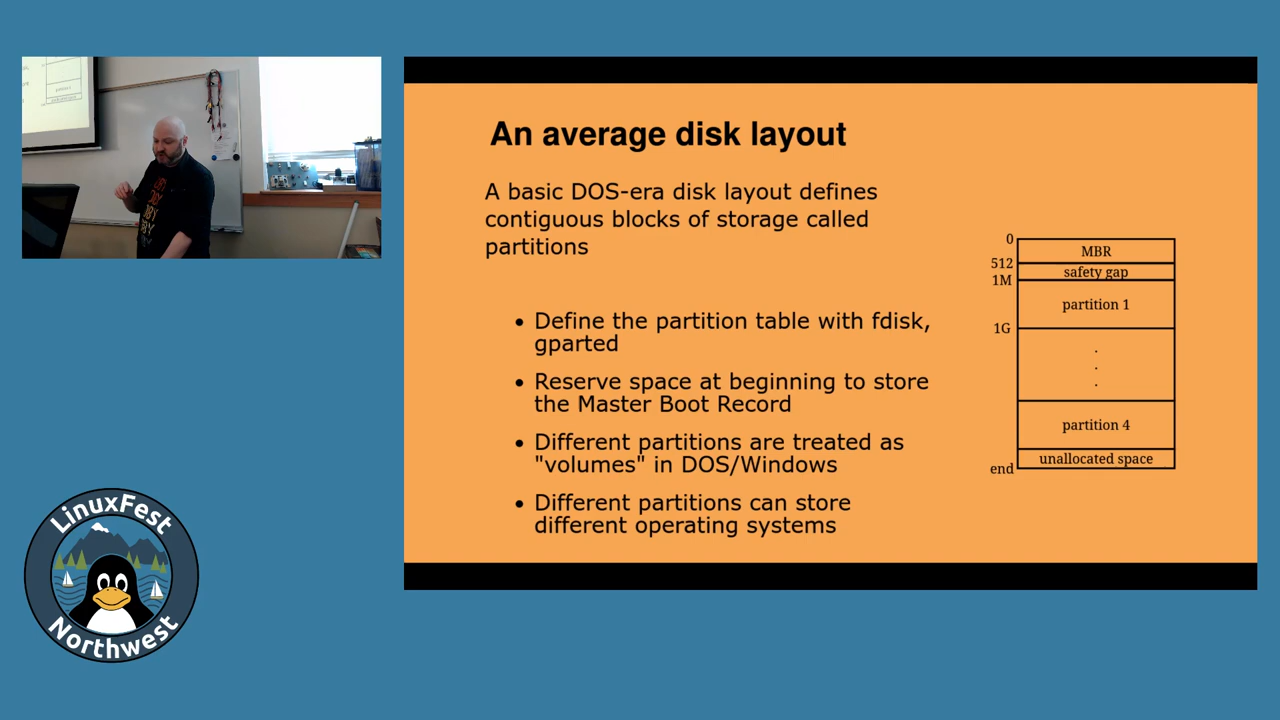 An average disk layout
A basic DOS-era disk layout defines
contiguous blocks of storage called
partitions
• Define the partition table with fdisk,
gparted
• Reserve space at beginning to store
the Master Boot Record
• Different partitions are treated as
"volumes" in DOS/Windows
• Different partitions can store
different operating systems
0
MBR
512
safety gap
1M
partition 1
1G
.
.
.
partition 4
unallocated space
end
LinuxFest
Northwest